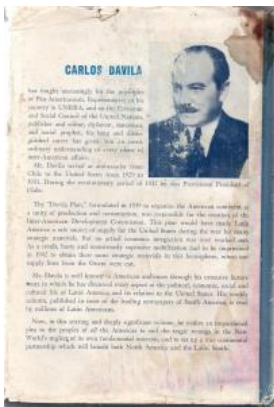 CARLOS DAVILA
has fought unceasingly for the principles
of Pan Americanism. Representative of his
country in UNRRA, and on the Economic
and Social Council of the United Nations,
publisher and editor, diplomat, statesman,
and social prophet, his long and distin-
guished career has given him an extra-
ordinary understanding of every phase of
inter-American affairs.
Mr. Davila served as ambassador from
Chile to the United States from 1927 to
1931. During the revolutionary period of 1932 he was Provisional President of
Chile.
The "Davila Plan," formulated in 1939 to organize the American continent as
a unity of production and consumption, was responsible for the creation of the
Inter-American Development Commission. This plan would have made Latin
America a safe source of supply for the United States during the war for many
strategic materials. But no actual economic integration was ever worked out.
As a result, hasty and enormously expensive mobilization had to be improvised
in 1942 to obtain these same strategic materials in this hemisphere, when our
supply lines from the Orient were cut.
Mr. Davila is well known to American audiences through his extensive lecture
tours in which he has discussed every aspect of the political, economic, social and
cultural life of Latin America and its relation to the United States. His weekly
column, published in most of the leading newspapers of South America, is read
by millions of Latin Americans.
Now, in this stirring and deeply significant volume, he makes an impassioned
plea to the peoples of all the Americas to end the tragic wastage in the New
World's neglect of its own fundamental interests, and to set up a true continental
partnership which will benefit both North America and the Latin South.